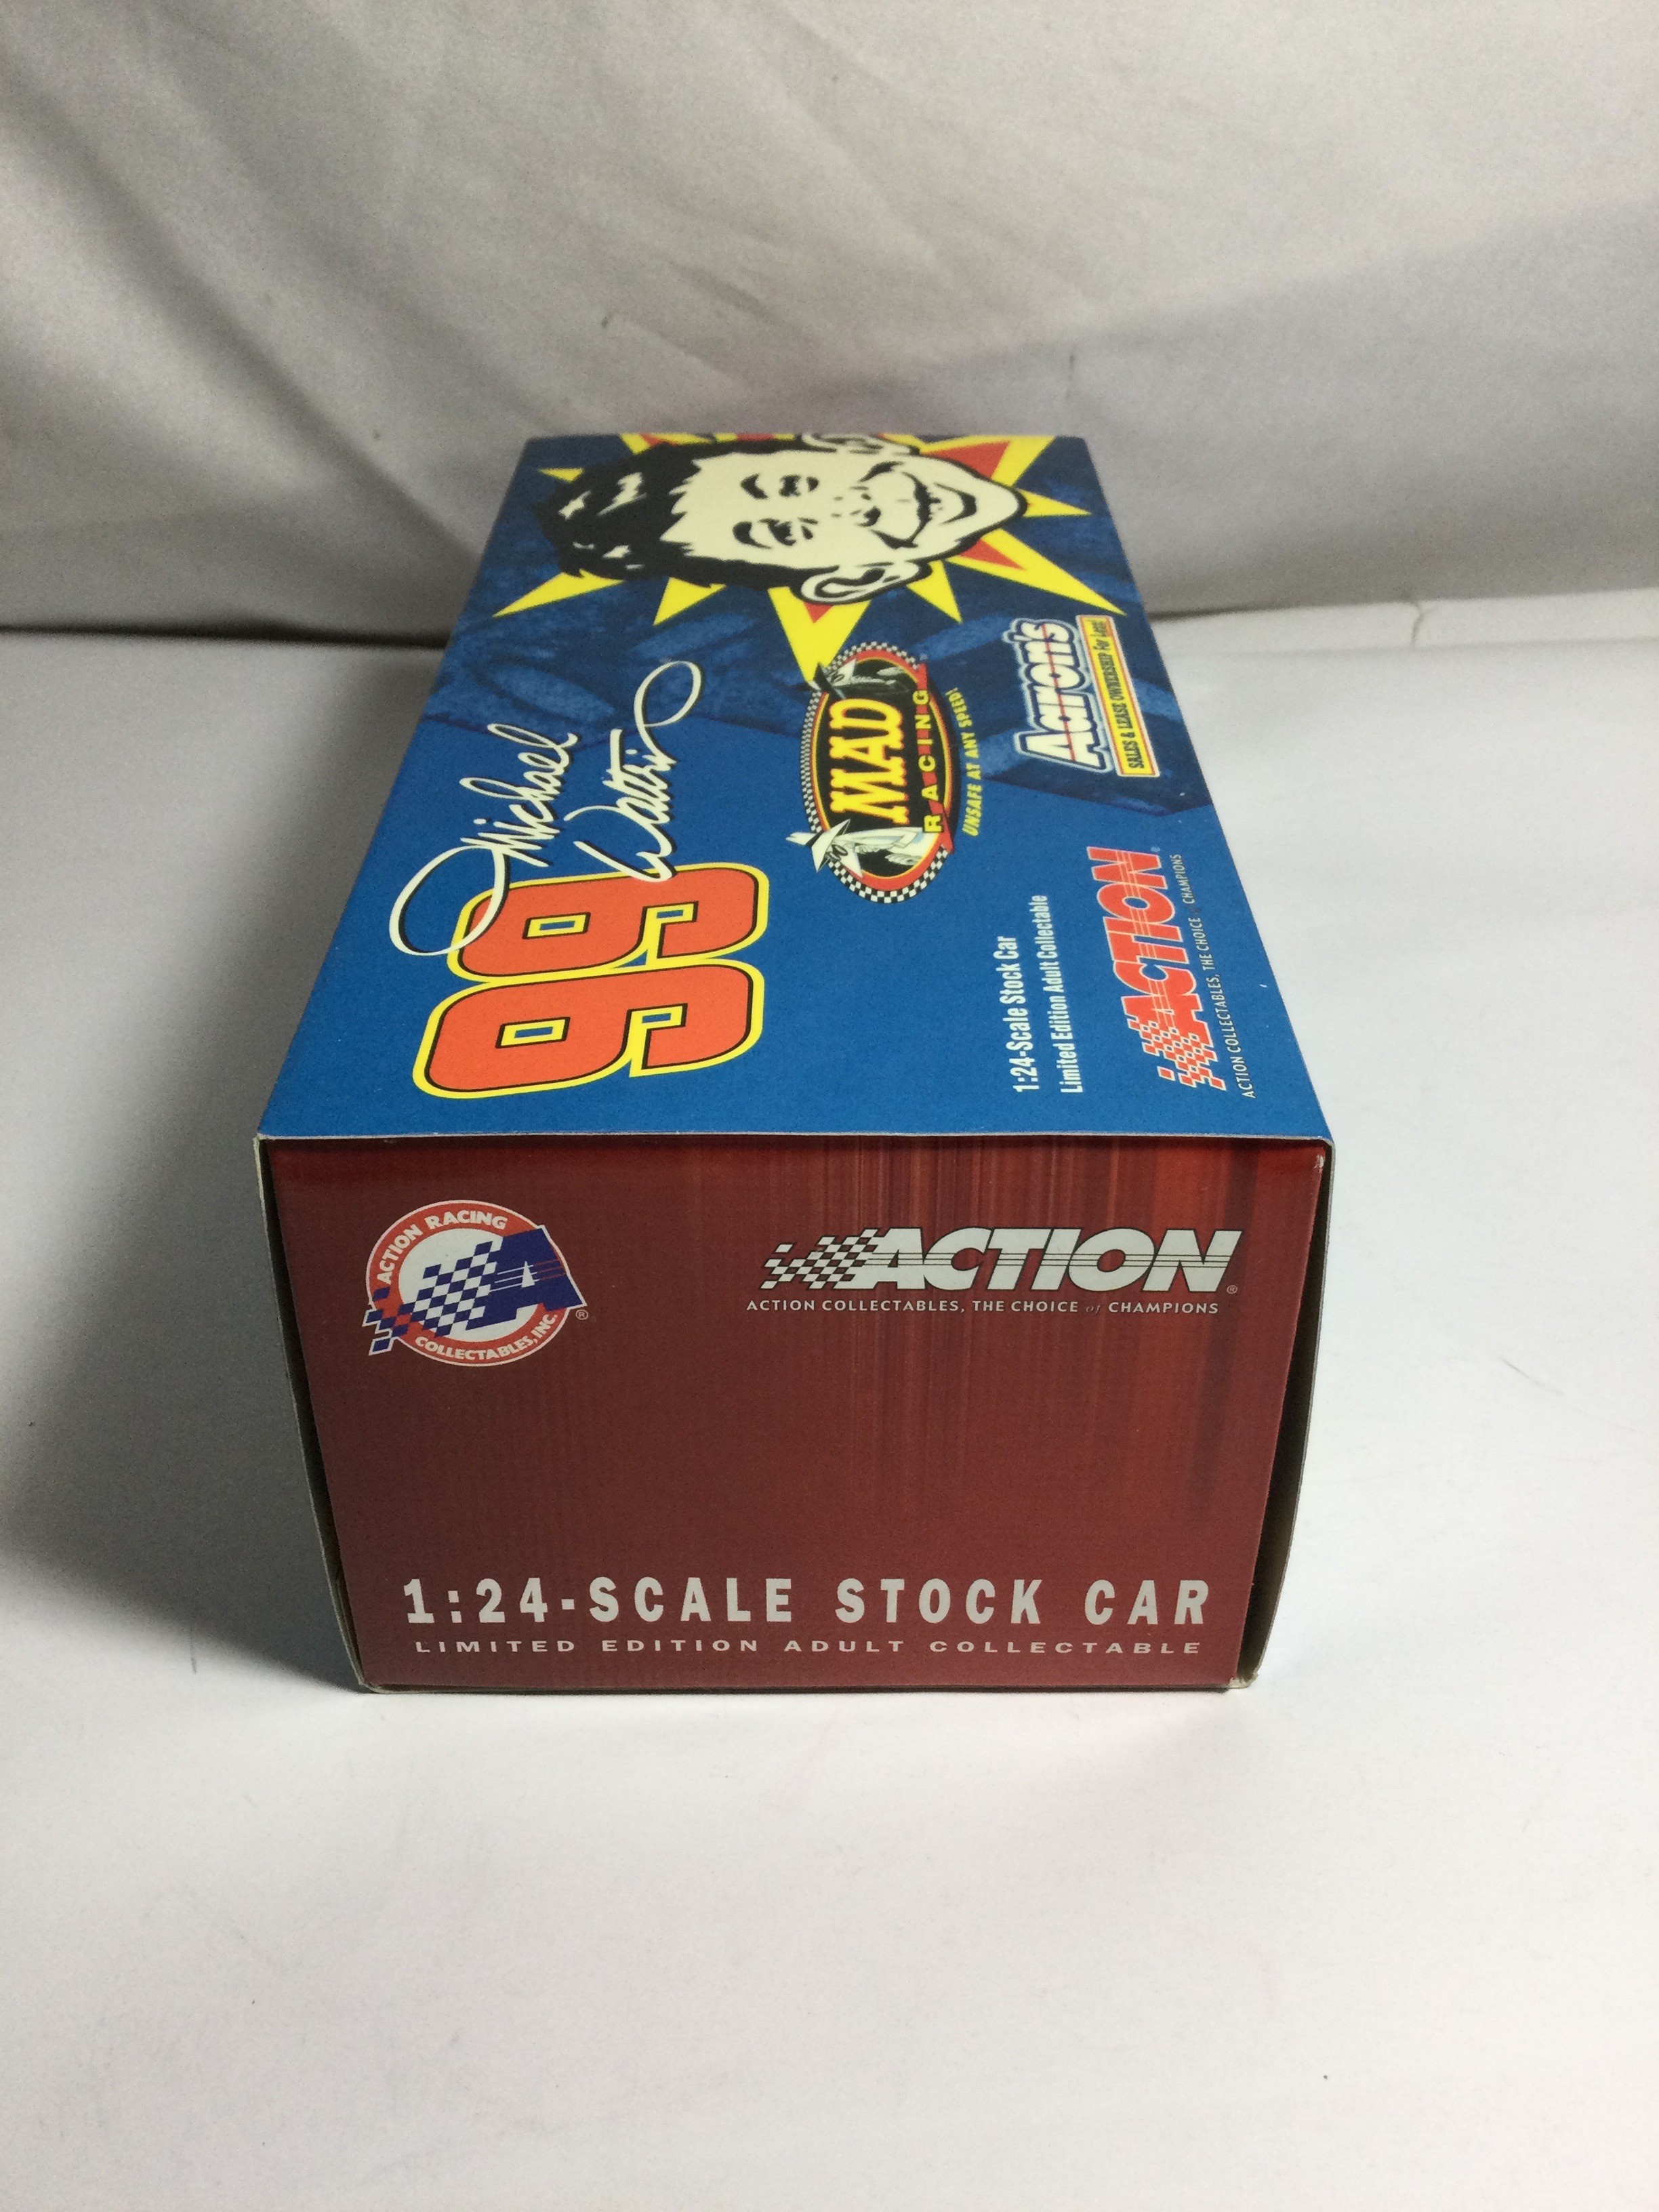 99
Michael
Waltrip
MAD
RACING
UNSAFE AT ANY SPEED!
Aaron's
SALES & LEASE OWNERSHIP For Less
1:24-Scale Stock Car
Limited Edition Adult Collectable
ACTION®
ACTION COLLECTABLES, THE CHOICE of CHAMPIONS
ACTION RACING
COLLECTABLES, INC.
®
ACTION®
ACTION COLLECTABLES, THE CHOICE of CHAMPIONS
1:24-SCALE STOCK CAR
LIMITED EDITION ADULT COLLECTABLE